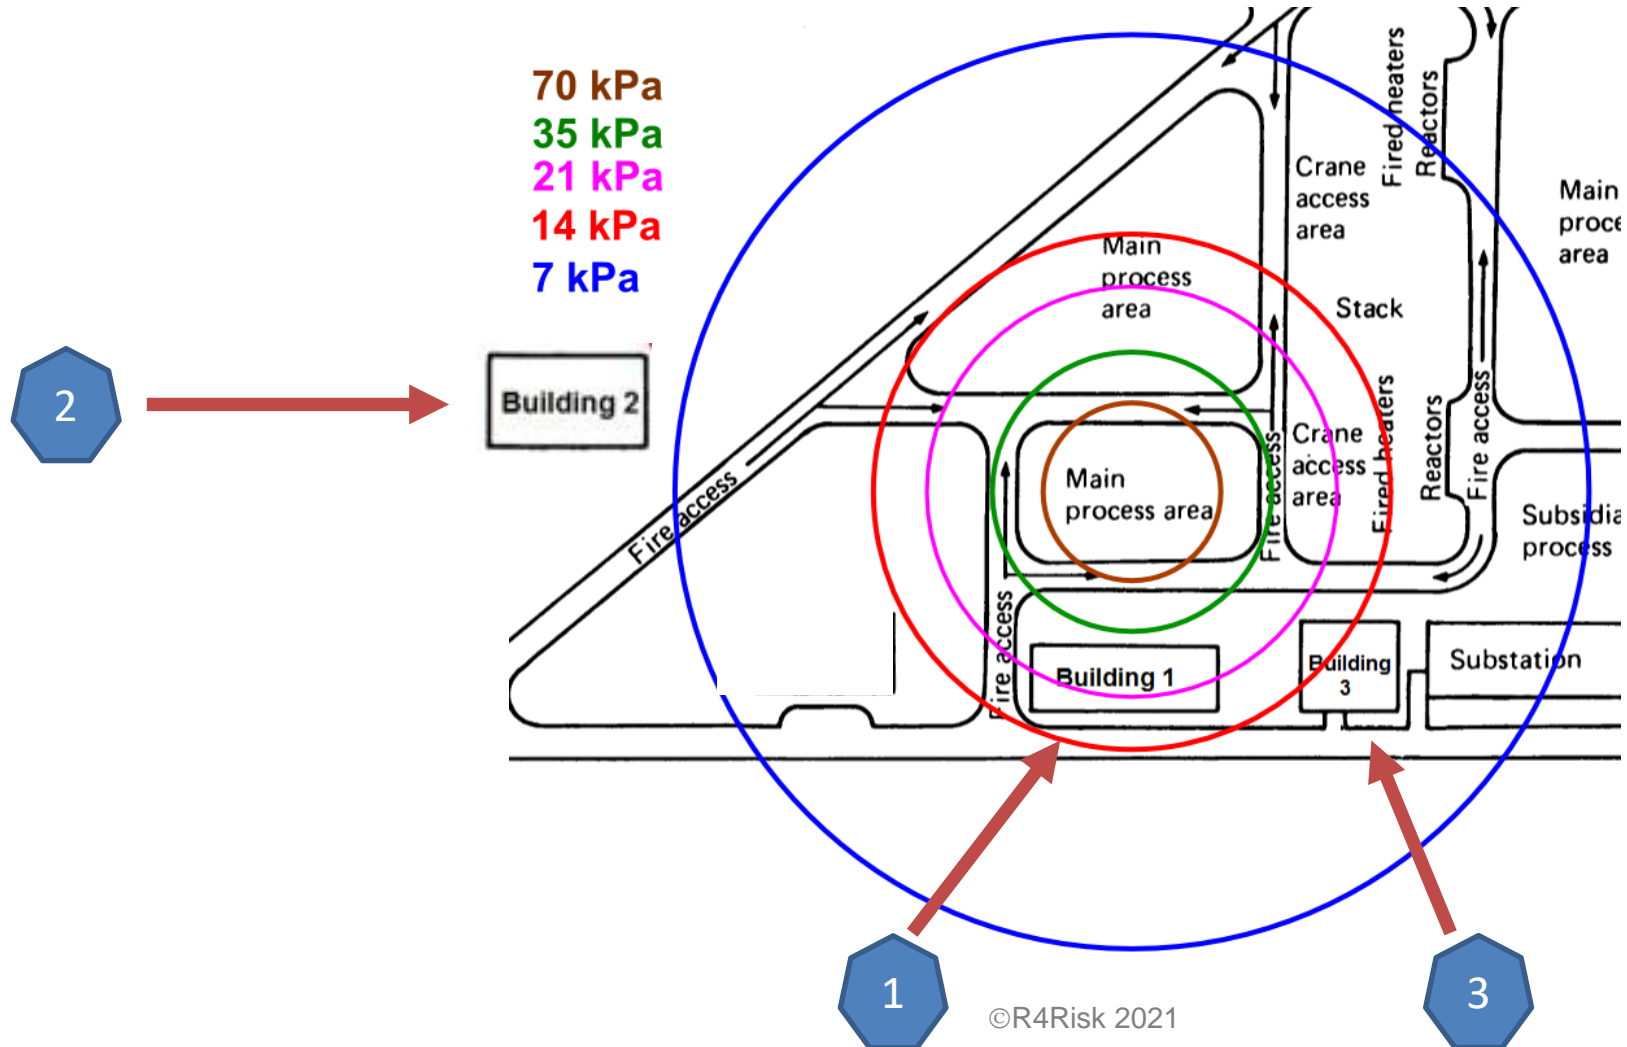 70 kPa
35 kPa
21 kPa
14 kPa
7 kPa
Fired heaters
Reactors
Crane
access
area
Main
proce
area
Main
process
area
Stack
2
Building 2
Fire access
Main
process area
Fire access
Crane
access
area
Fired heaters
Reactors
Fire access
Subsidia
process
Fire access
Building 1
Building
3
Substation
1
3
©R4Risk 2021